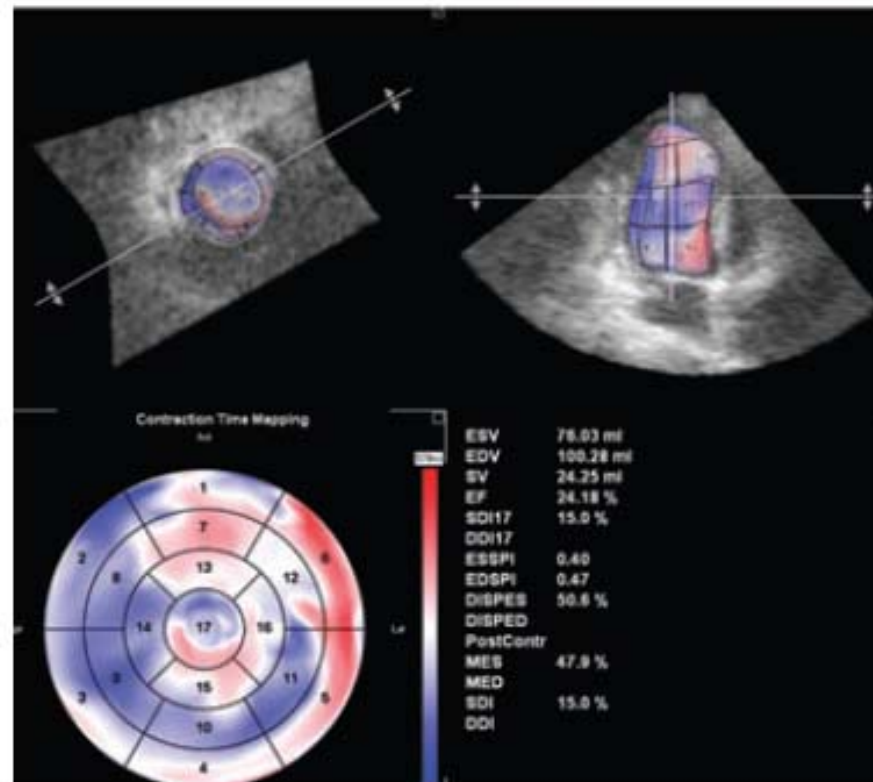 Contraction Time Mapping
ESV 76.03 ml
EDV 100.28 ml
SV 24.25 ml
EF 24.18 %
SDI17 15.0 %
DDI17
ESSPI 0.40
EDSPI 0.47
DISPES 50.6 %
DISPED
PostContr
MES 47.9 %
MED
SDI 15.0 %
DDI
1
2
7
6
8
13
12
14
17
16
3
9
15
11
5
10
4